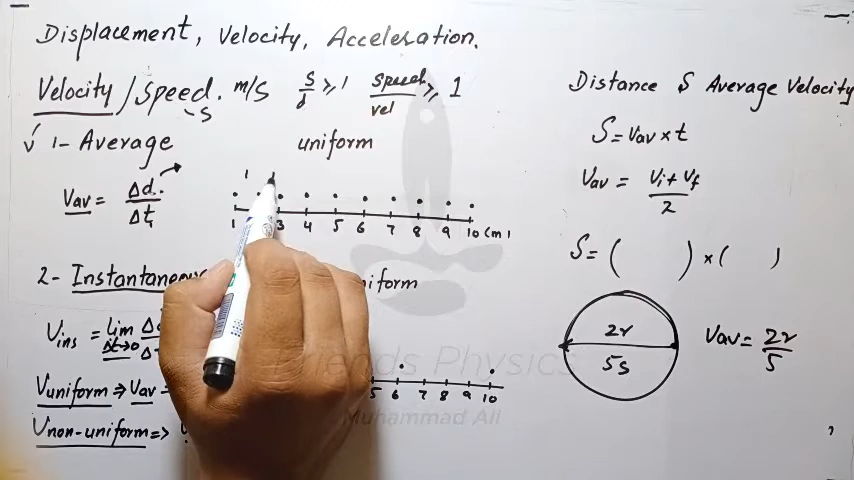 Displacement, Velocity, Acceleration.
Velocity / Speed. m/s S/d ≥ 1 Speed/vel ≥ 1
S
1- Average uniform
Vav = Δd/Δt
1 1
1 3 4 5 6 7 8 9 10 (m)
2- Instantaneous
Vins = lim Δt→0
Vuniform ⇒ Vav =
5 6 7 8 9 10
Vnon-uniform ⇒
Distance & Average Velocity
S = Vav × t
Vav = Vi + Vf / 2
S = ( ) × ( )
2r
5s
Vav = 2r/5
Friends Physics
Muhammad Ali